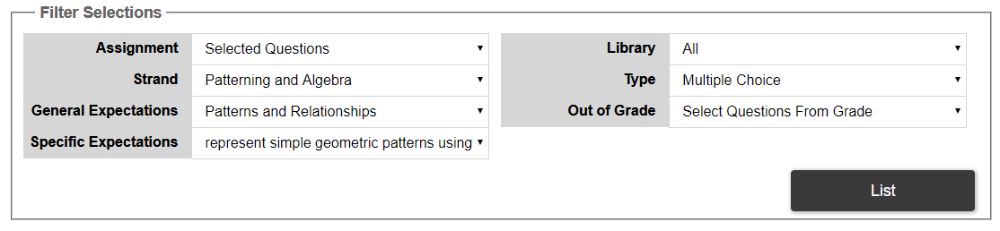 Filter Selections
Assignment Selected Questions
Library All
Strand Patterning and Algebra
Type Multiple Choice
General Expectations Patterns and Relationships
Out of Grade Select Questions From Grade
Specific Expectations represent simple geometric patterns using
List